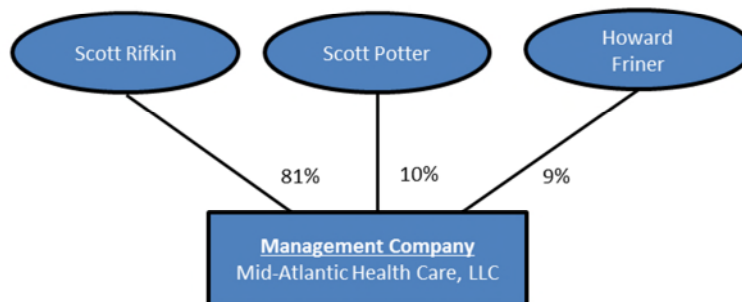 Scott Rifkin
Scott Potter
Howard
Friner
81%
10%
9%
Management Company
Mid-Atlantic Health Care, LLC